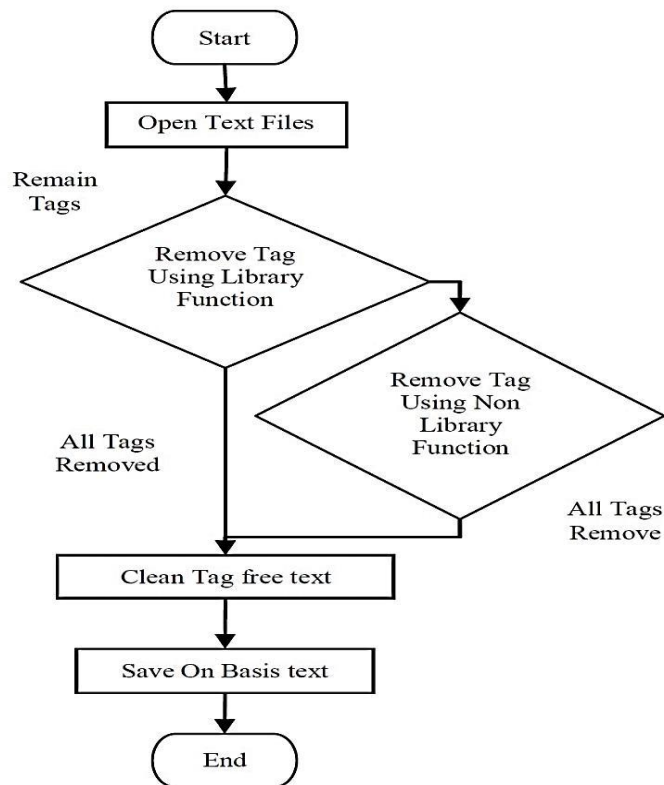 Start
Open Text Files
Remain
Tags
Remove Tag
Using Library
Function
Remove Tag
Using Non
Library
Function
All Tags
Removed
All Tags
Remove
Clean Tag free text
Save On Basis text
End